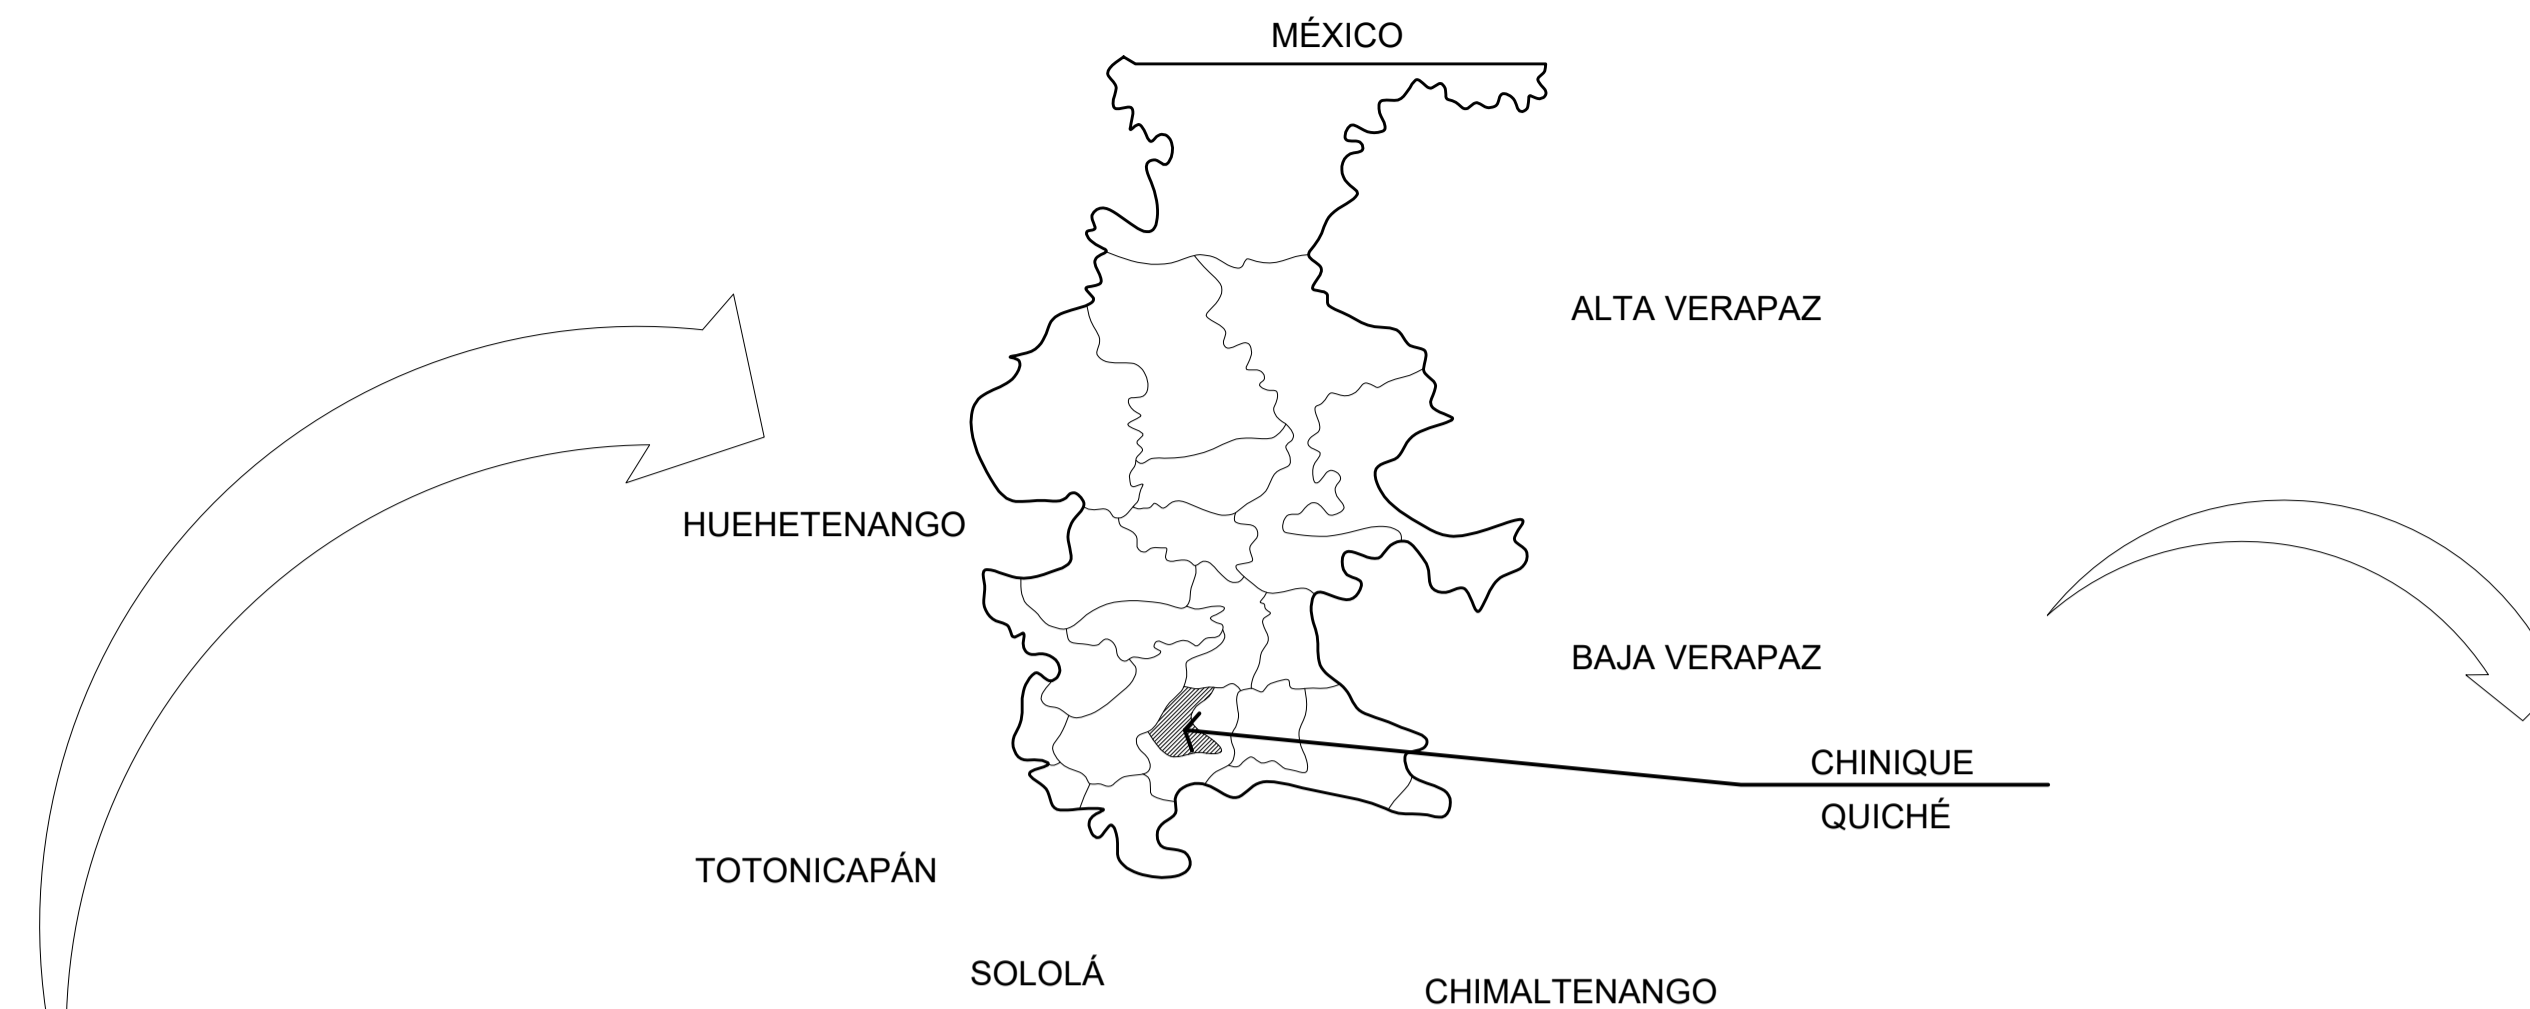 MÉXICO
ALTA VERAPAZ
HUEHETENANGO
BAJA VERAPAZ
CHINIQUE
QUICHÉ
TOTONICAPÁN
SOLOLÁ
CHIMALTENANGO